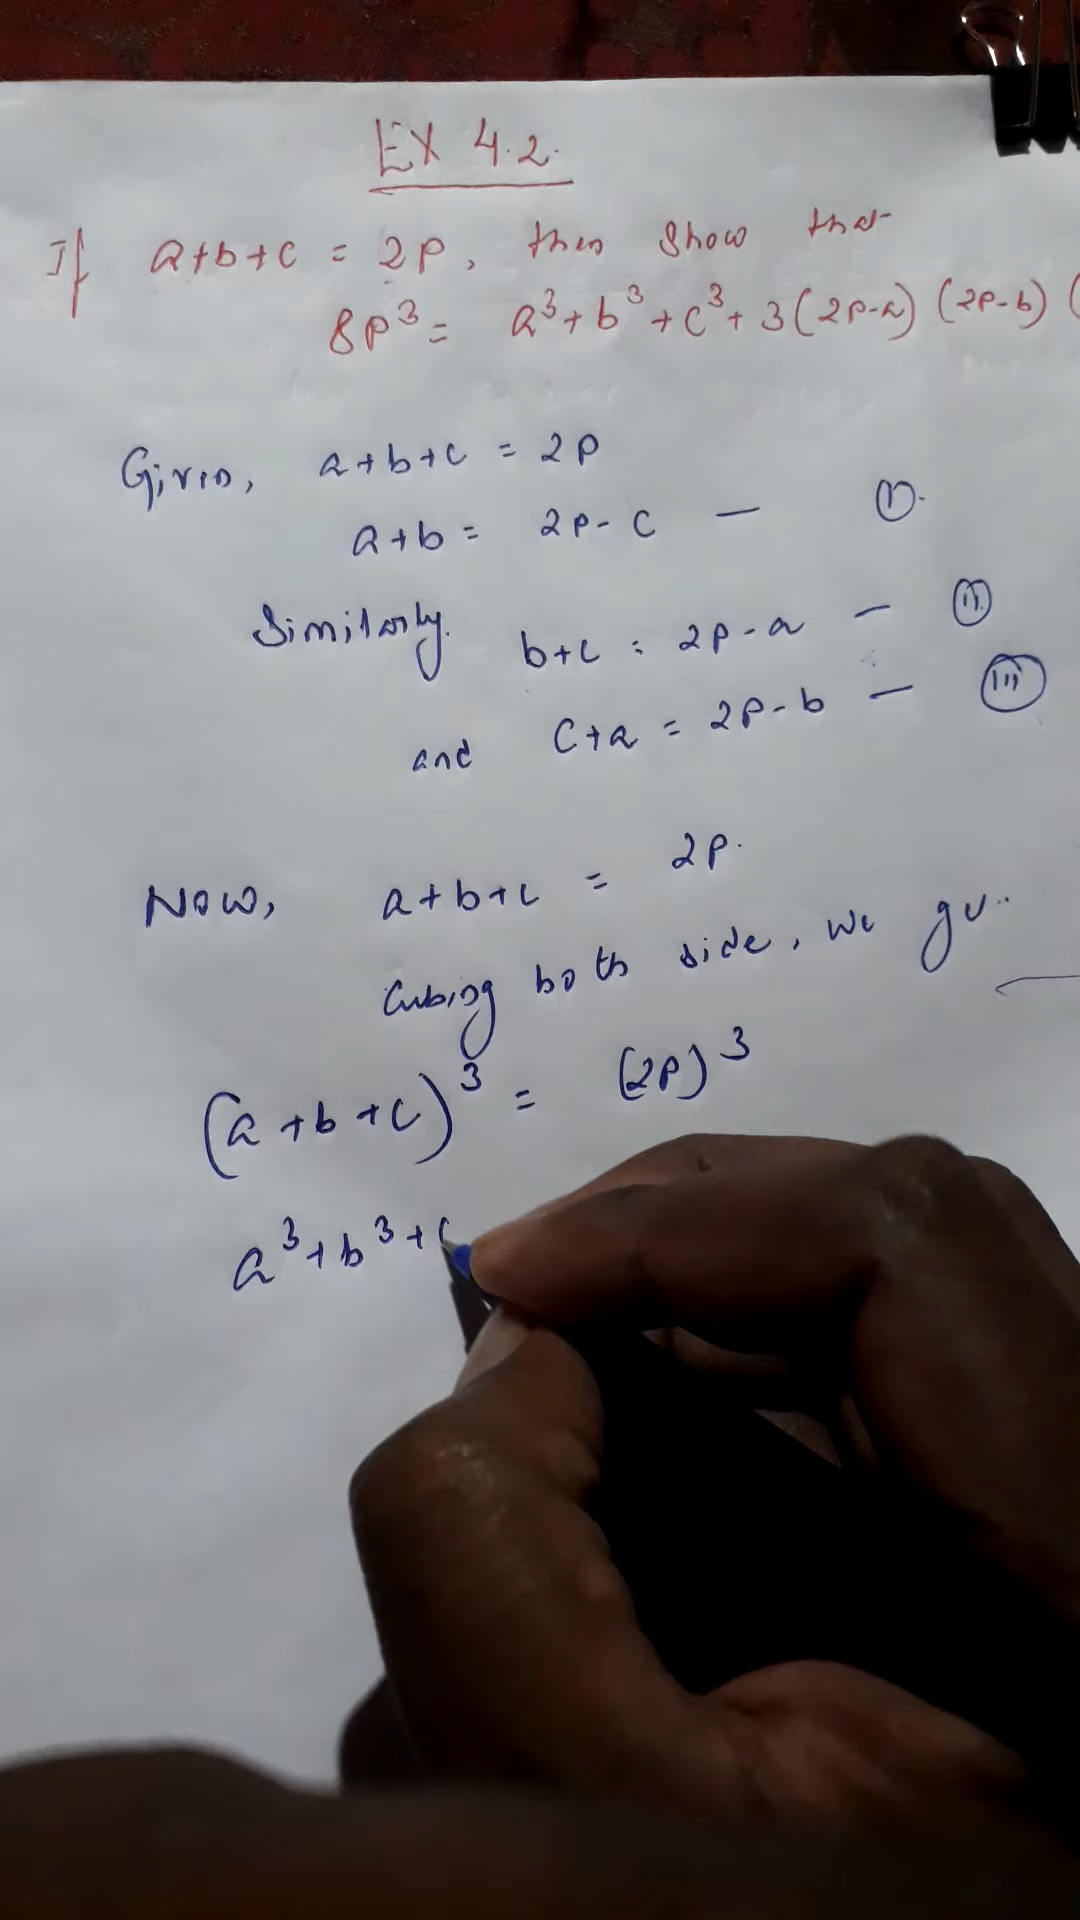 EX 4.2.
If a+b+c = 2P, then show that
8P³ = a³+b³+c³+3(2P-a)(2P-b)(
Given, a+b+c = 2P
a+b = 2P-c — (i).
Similarly. b+c = 2P-a — (ii)
and c+a = 2P-b — (iii)
Now, a+b+c = 2P.
Cubing both side, we get..
(a+b+c)³ = (2P)³
a³+b³+c